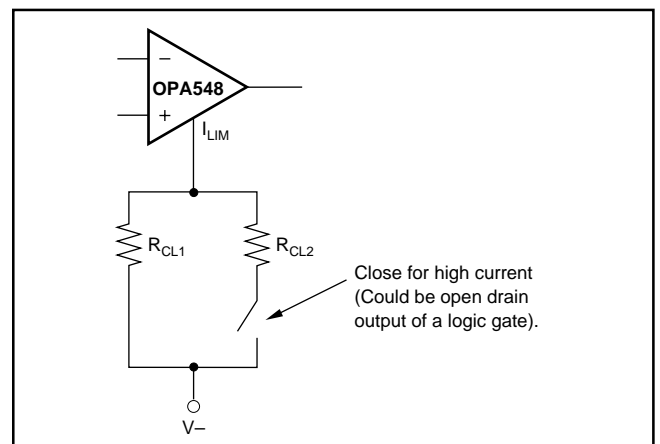 –
OPA548
+
I_LIM
R_CL1
R_CL2
Close for high current
(Could be open drain
output of a logic gate).
V–